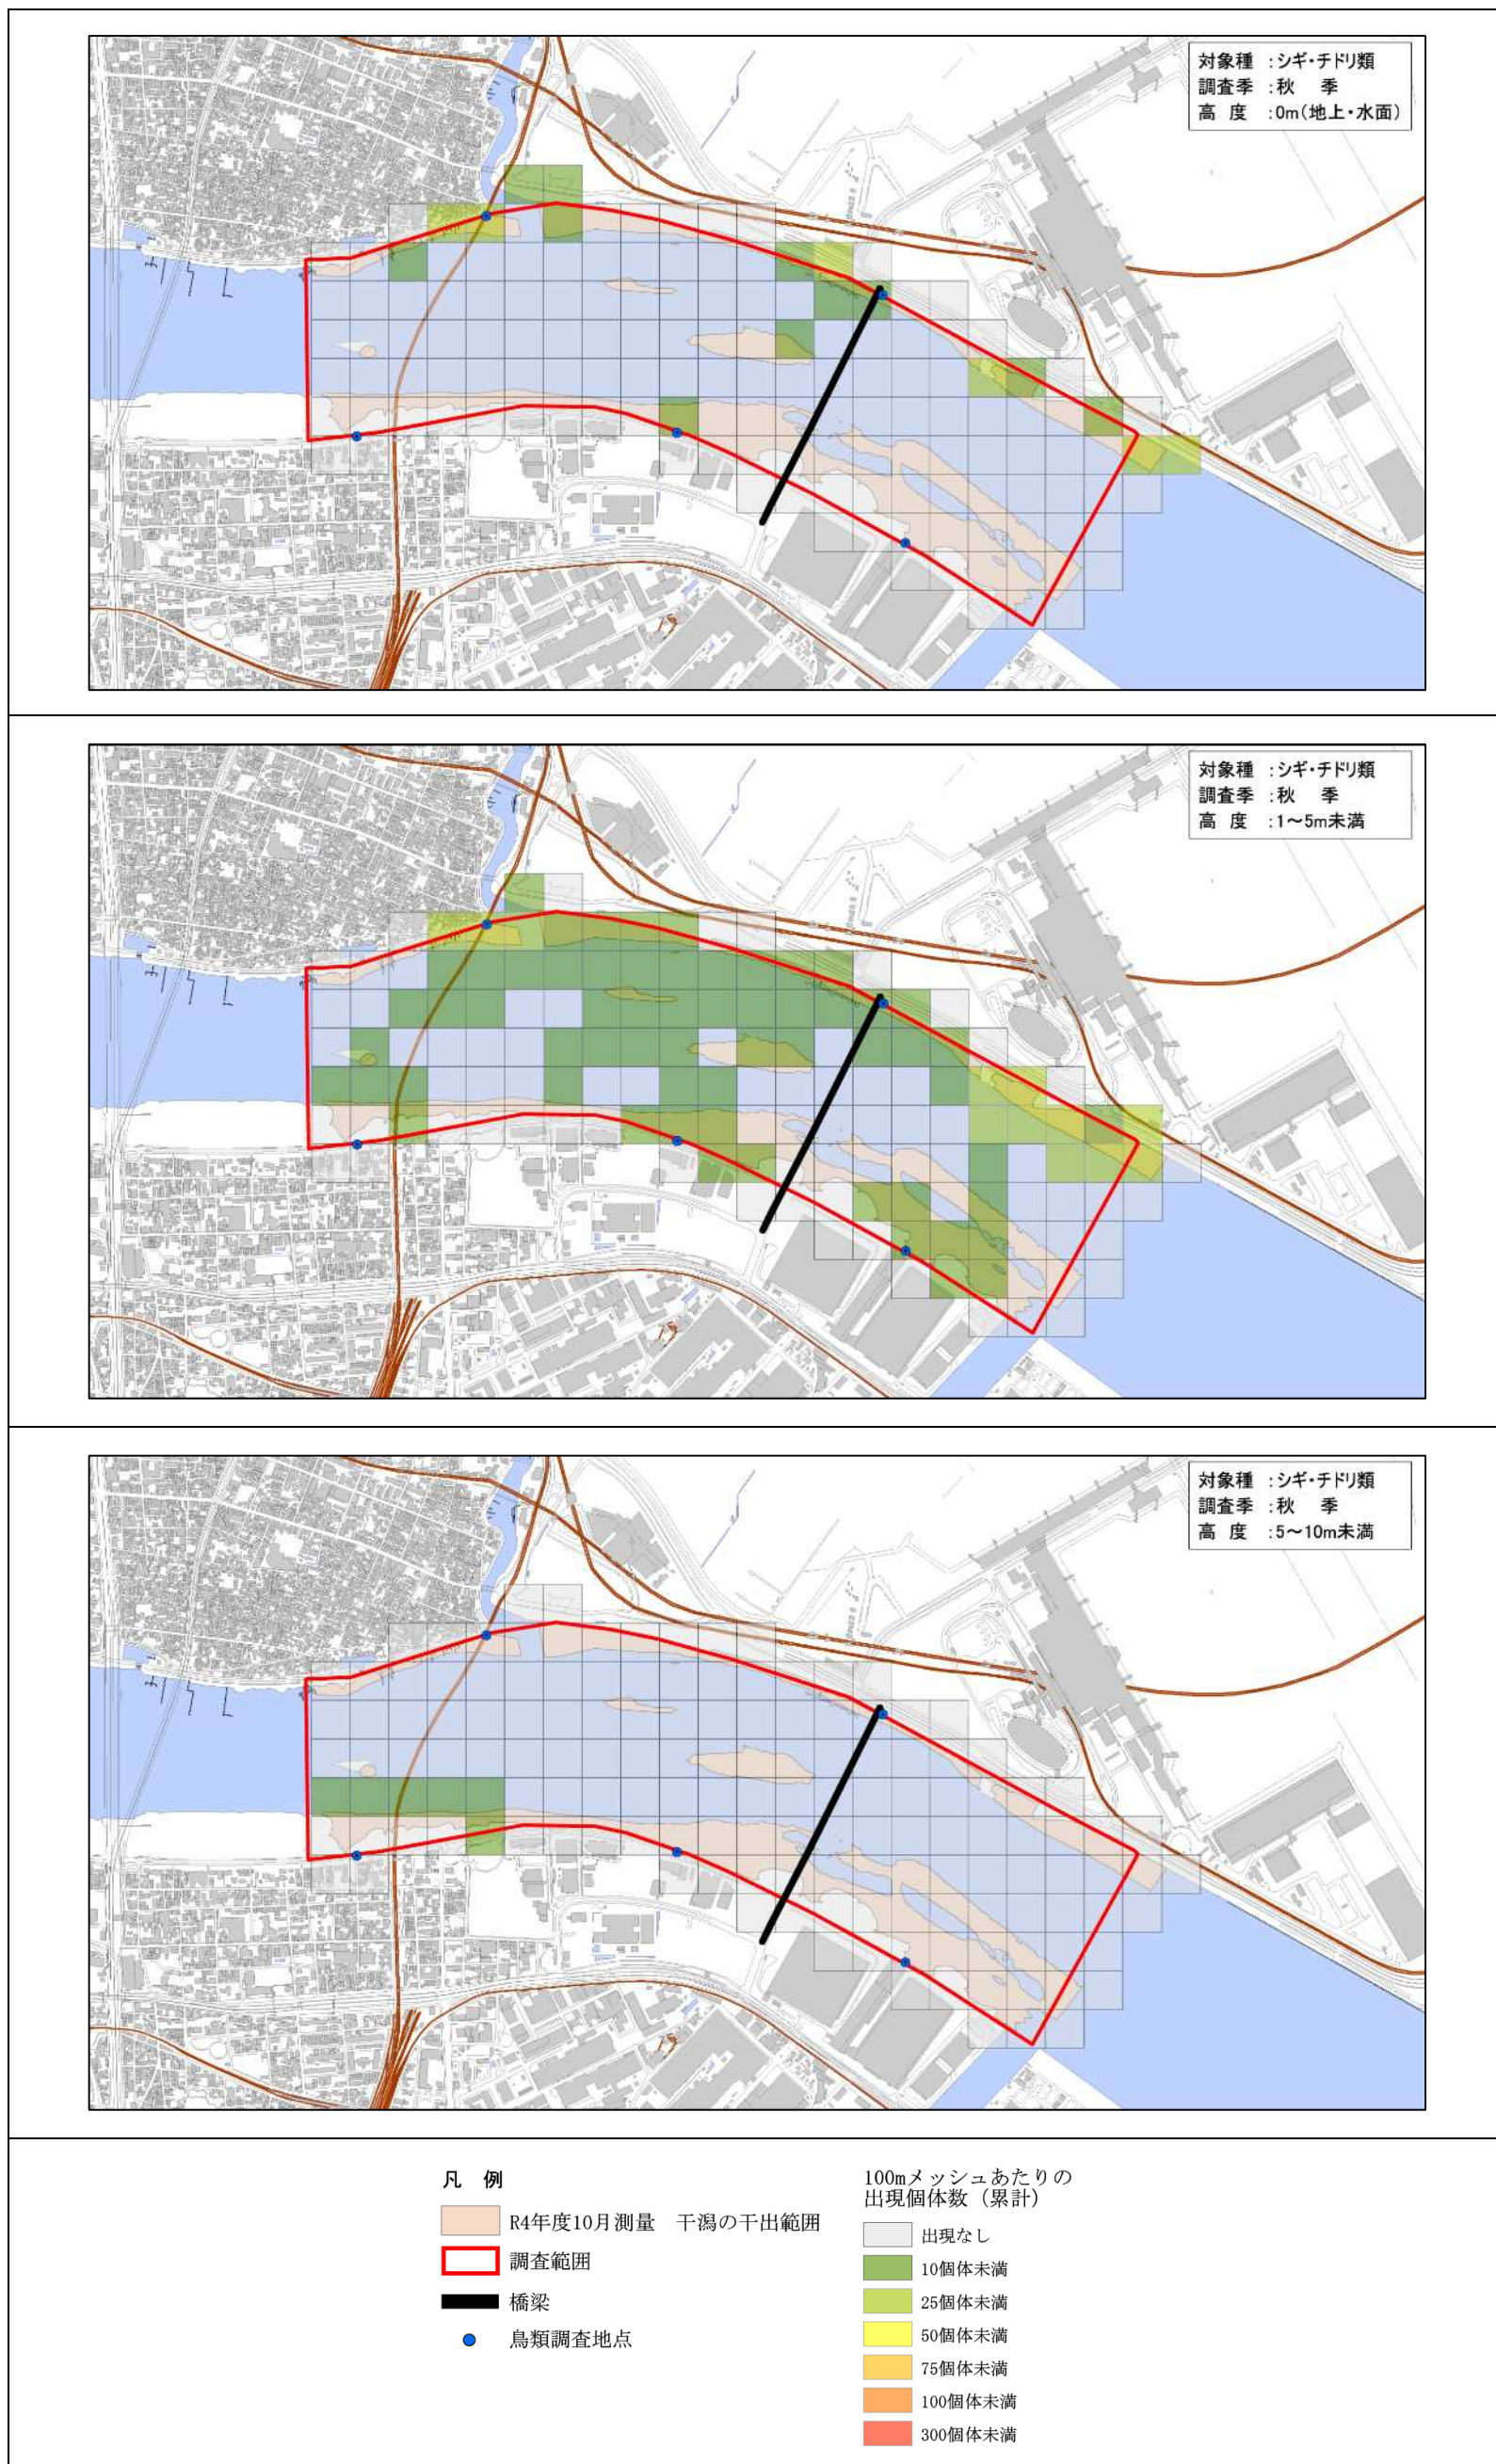 対象種 :シギ・チドリ類
調査季 :秋 季
高 度 :0m(地上・水面)
対象種 :シギ・チドリ類
調査季 :秋 季
高 度 :1～5m未満
対象種 :シギ・チドリ類
調査季 :秋 季
高 度 :5～10m未満
凡 例
R4年度10月測量 干潟の干出範囲
調査範囲
橋梁
鳥類調査地点
100mメッシュあたりの
出現個体数（累計）
出現なし
10個体未満
25個体未満
50個体未満
75個体未満
100個体未満
300個体未満